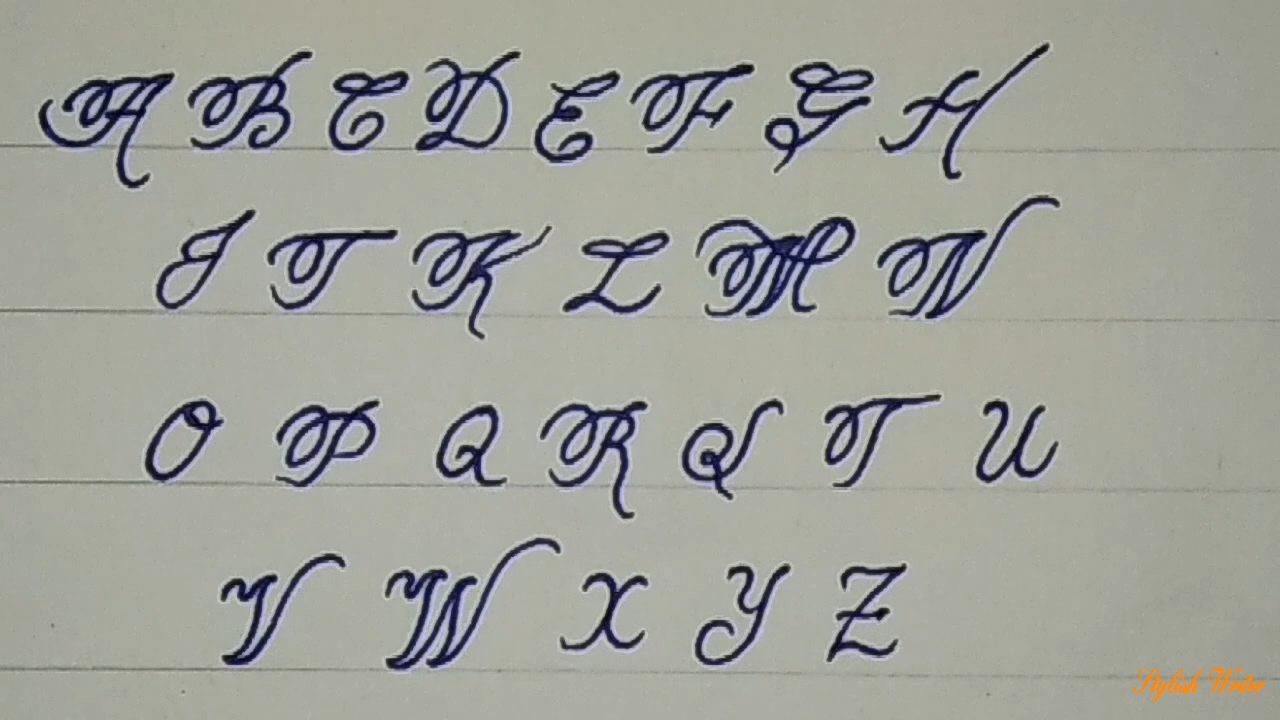 A B C D E F G H
I J K L M N
O P Q R S T U
V W X Y Z
Stylish Writer